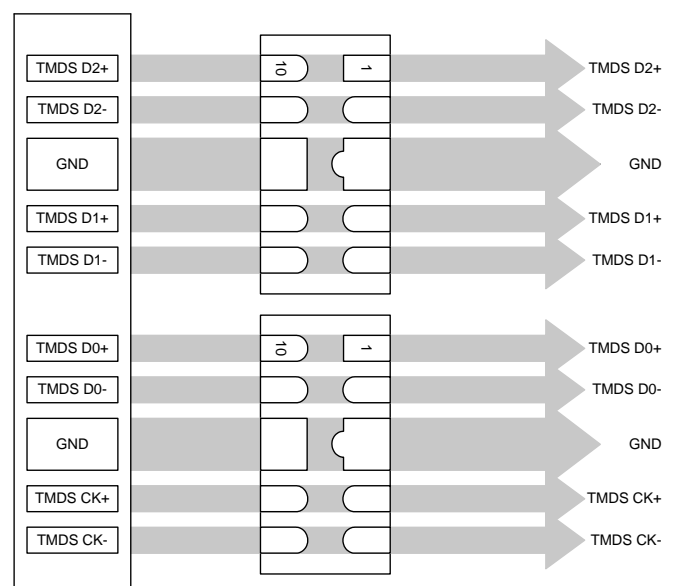 TMDS D2+ 10 1 TMDS D2+
TMDS D2- TMDS D2-
GND GND
TMDS D1+ TMDS D1+
TMDS D1- TMDS D1-
TMDS D0+ 10 1 TMDS D0+
TMDS D0- TMDS D0-
GND GND
TMDS CK+ TMDS CK+
TMDS CK- TMDS CK-